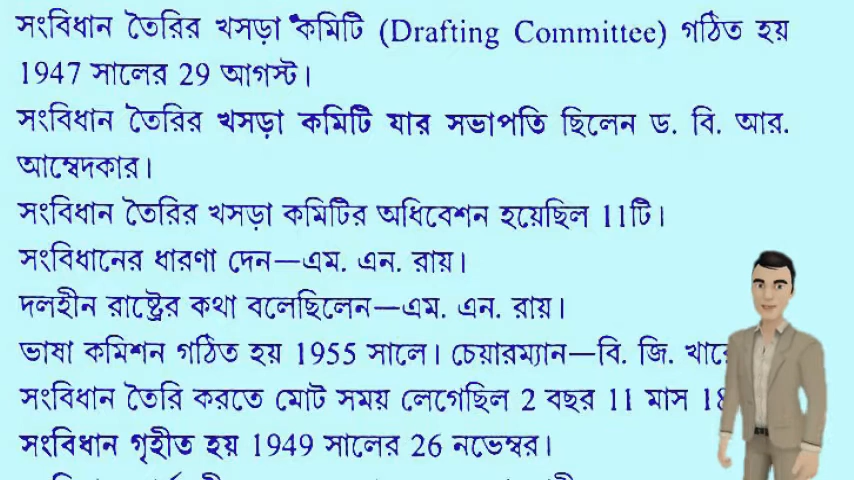 সংবিধান তৈরির খসড়া কমিটি (Drafting Committee) গঠিত হয়
1947 সালের 29 আগস্ট।
সংবিধান তৈরির খসড়া কমিটি যার সভাপতি ছিলেন ড. বি. আর.
আম্বেদকার।
সংবিধান তৈরির খসড়া কমিটির অধিবেশন হয়েছিল 11টি।
সংবিধানের ধারণা দেন—এম. এন. রায়।
দলহীন রাষ্ট্রের কথা বলেছিলেন—এম. এন. রায়।
ভাষা কমিশন গঠিত হয় 1955 সালে। চেয়ারম্যান—বি. জি.
সংবিধান তৈরি করতে মোট সময় লেগেছিল 2 বছর 11 মাস 18
সংবিধান গৃহীত হয় 1949 সালের 26 নভেম্বর।